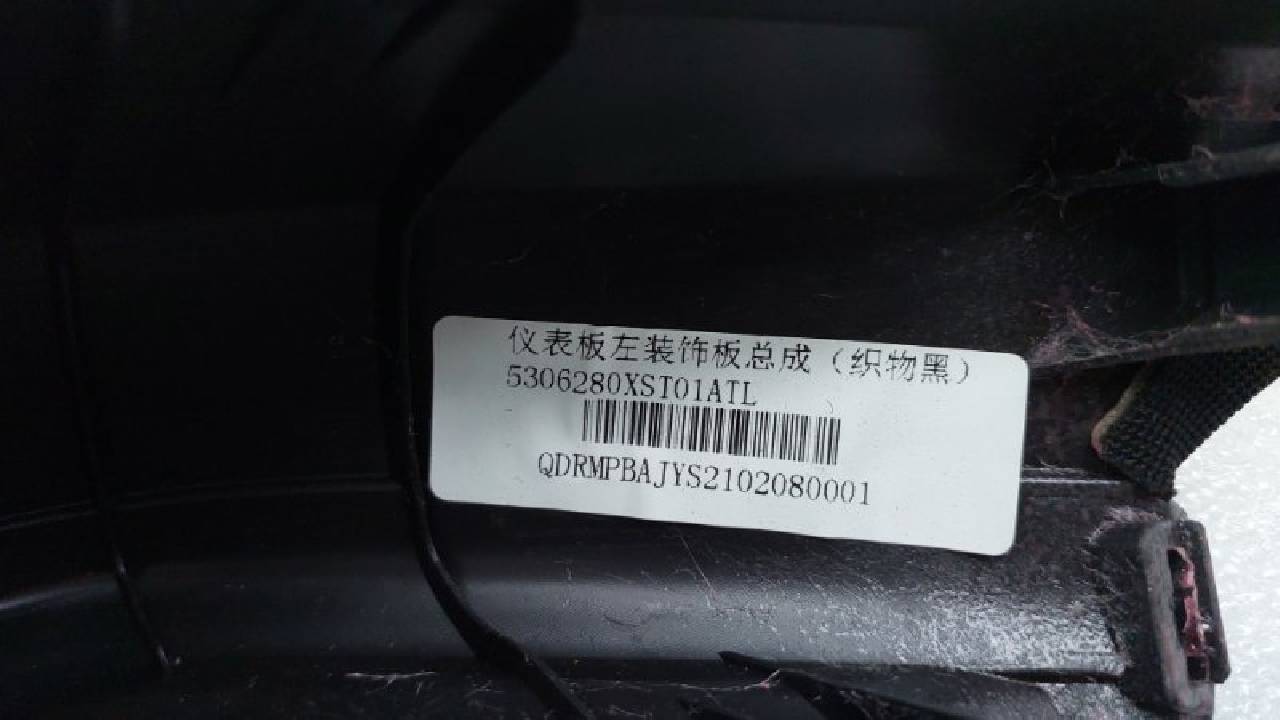 仪表板左装饰板总成（织物黑）
5306280XST01ATL
QDRMPBAJYS2102080001